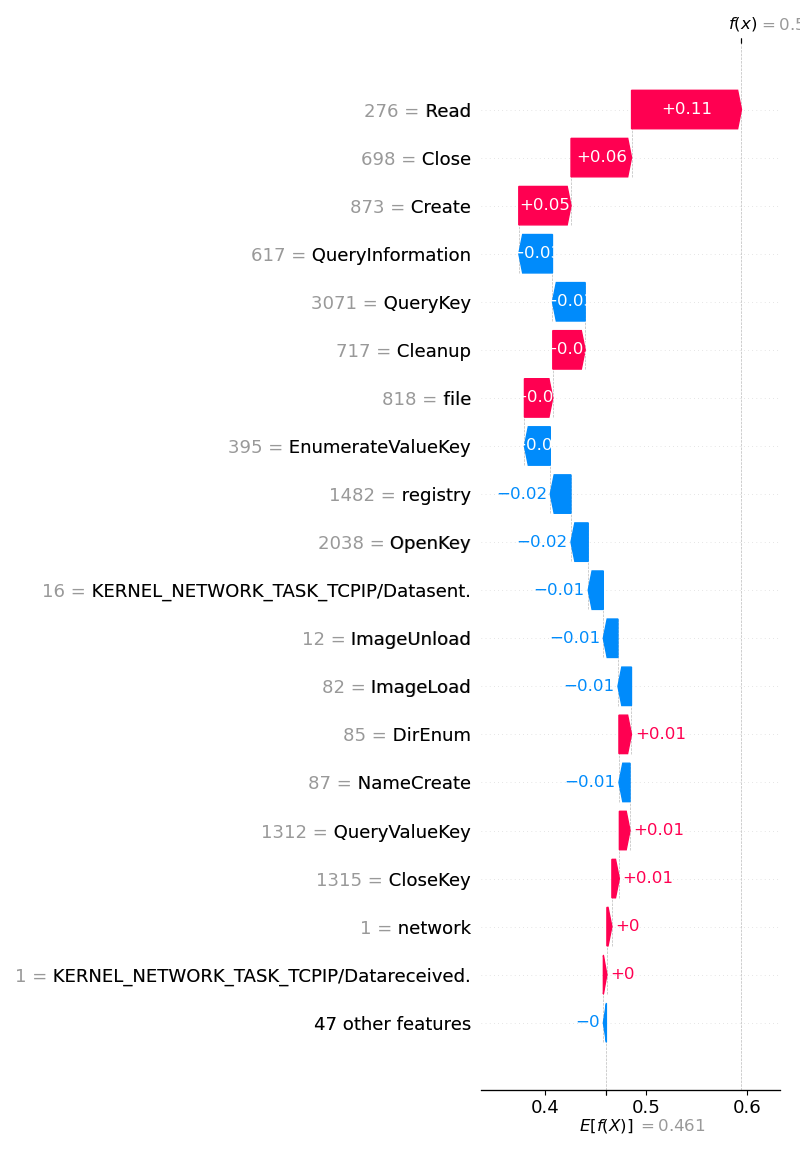 f(x) = 0.5
276 = Read
+0.11
698 = Close
+0.06
873 = Create
+0.05
617 = QueryInformation
3071 = QueryKey
717 = Cleanup
818 = file
395 = EnumerateValueKey
1482 = registry
−0.02
2038 = OpenKey
−0.02
16 = KERNEL_NETWORK_TASK_TCPIP/Datasent.
−0.01
12 = ImageUnload
−0.01
82 = ImageLoad
−0.01
85 = DirEnum
+0.01
87 = NameCreate
−0.01
1312 = QueryValueKey
+0.01
1315 = CloseKey
+0.01
1 = network
+0
1 = KERNEL_NETWORK_TASK_TCPIP/Datareceived.
+0
47 other features
−0
0.4 0.5 0.6
E[f(X)] = 0.461